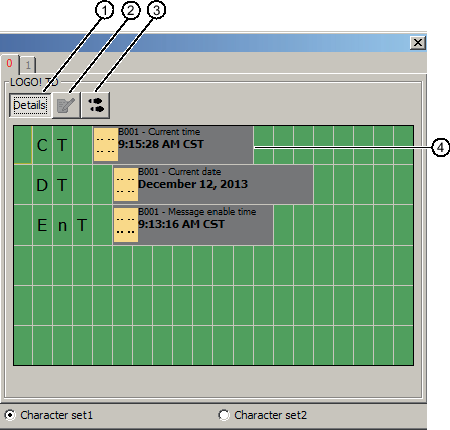 1 2 3
0 1
LOGO! TD
Details
C T
B001 - Current time
9:15:28 AM CST
4
D T
B001 - Current date
December 12, 2013
E n T
B001 - Message enable time
9:13:16 AM CST
Character set1 Character set2